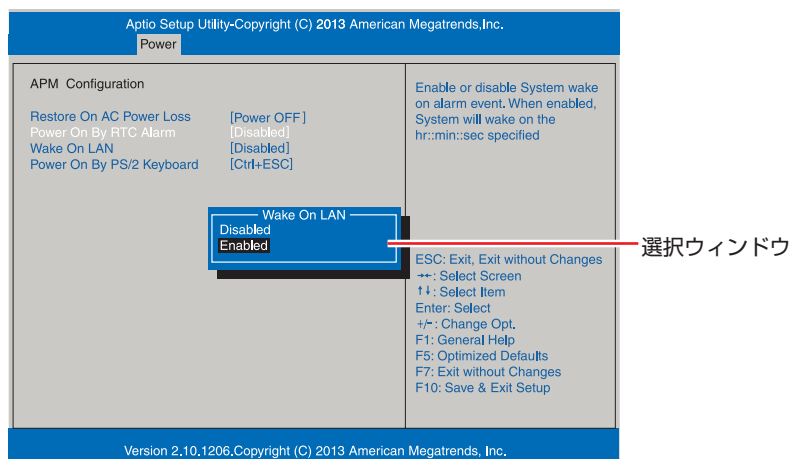 Aptio Setup Utility-Copyright (C) 2013 American Megatrends,Inc.
Power
APM Configuration
Restore On AC Power Loss [Power OFF]
Power On By RTC Alarm [Disabled]
Wake On LAN [Disabled]
Power On By PS/2 Keyboard [Ctrl+ESC]
Wake On LAN
Disabled
Enabled
Enable or disable System wake
on alarm event. When enabled,
System will wake on the
hr::min::sec specified
ESC: Exit, Exit without Changes
→←: Select Screen
↑↓: Select Item
Enter: Select
+/-: Change Opt.
F1: General Help
F5: Optimized Defaults
F7: Exit without Changes
F10: Save & Exit Setup
選択ウィンドウ
Version 2.10.1206.Copyright (C) 2013 American Megatrends, Inc.